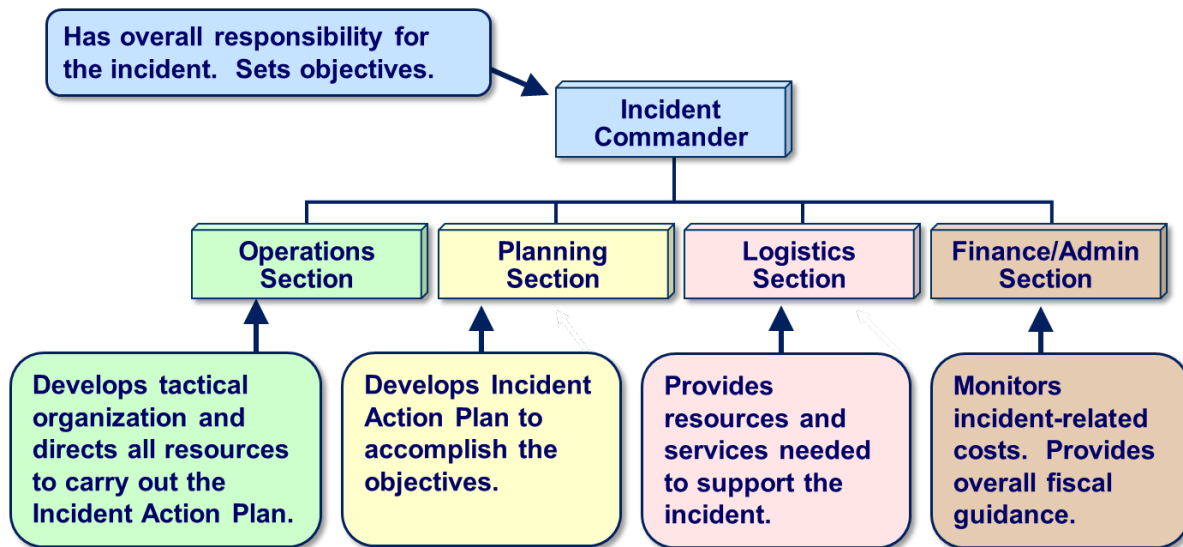 Has overall responsibility for
the incident. Sets objectives.
Incident
Commander
Operations
Section
Planning
Section
Logistics
Section
Finance/Admin
Section
Develops tactical
organization and
directs all resources
to carry out the
Incident Action Plan.
Develops Incident
Action Plan to
accomplish the
objectives.
Provides
resources and
services needed
to support the
incident.
Monitors
incident-related
costs. Provides
overall fiscal
guidance.